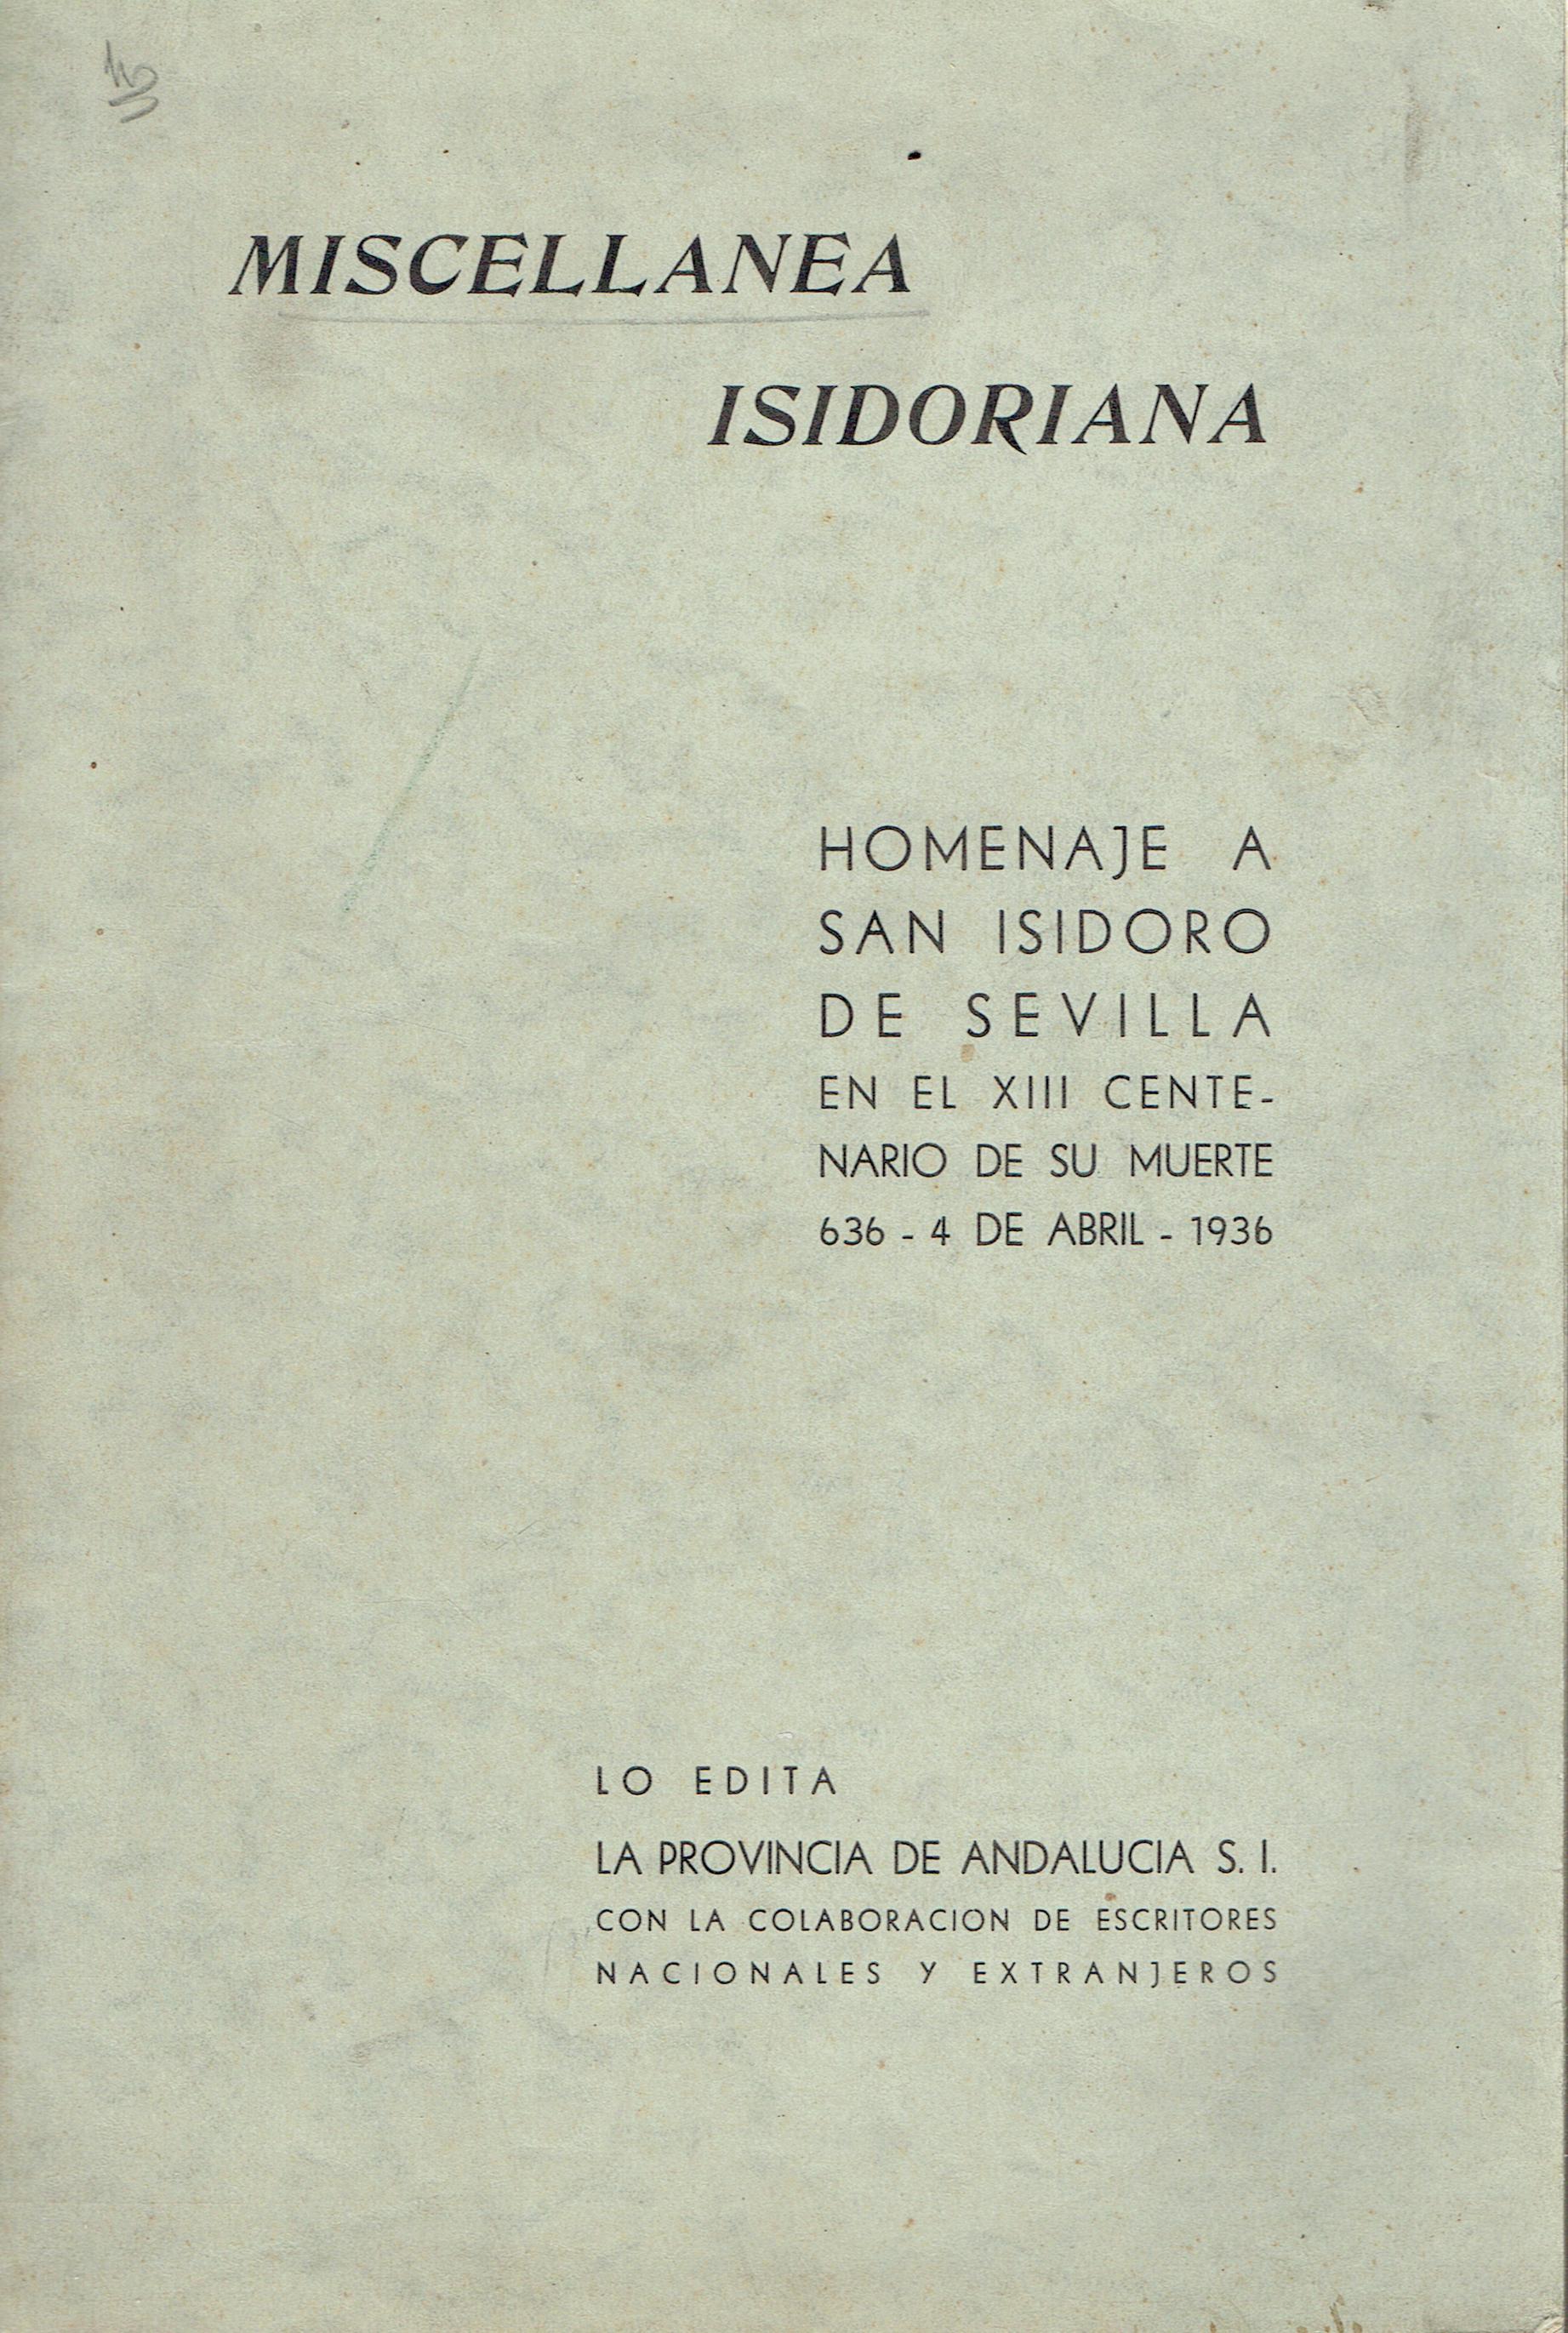 MISCELLANEA
ISIDORIANA
HOMENAJE A
SAN ISIDORO
DE SEVILLA
EN EL XIII CENTE-
NARIO DE SU MUERTE
636 - 4 DE ABRIL - 1936
LO EDITA
LA PROVINCIA DE ANDALUCIA S. I.
CON LA COLABORACION DE ESCRITORES
NACIONALES Y EXTRANJEROS